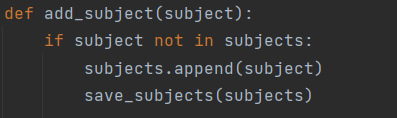 def add_subject(subject):
    if subject not in subjects:
        subjects.append(subject)
        save_subjects(subjects)